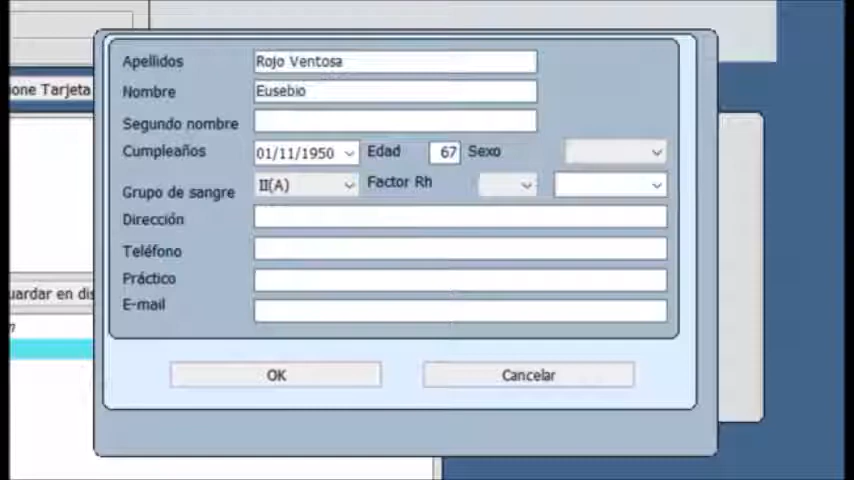 Apellidos Rojo Ventosa
one Tarjeta Nombre Eusebio
Segundo nombre
Cumpleaños 01/11/1950 Edad 67 Sexo
Grupo de sangre II(A) Factor Rh
Dirección
Teléfono
Práctico
uardar en dis
E-mail
OK Cancelar